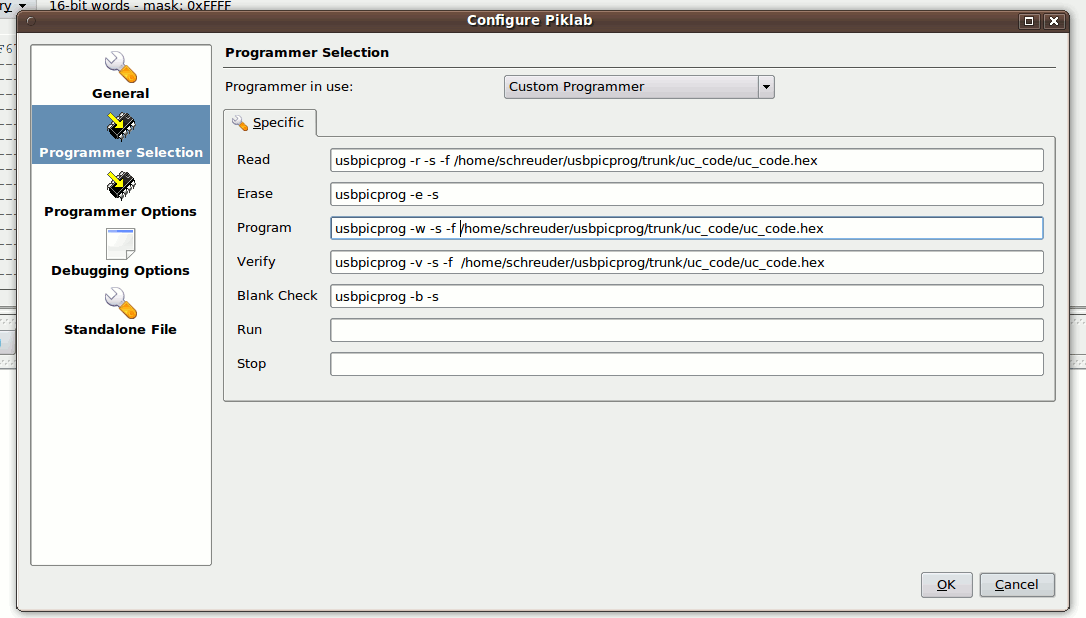 ry 16-bit words - mask: 0xFFFF
Configure Piklab
General
Programmer Selection
Programmer Options
Debugging Options
Standalone File
Programmer Selection
Programmer in use: Custom Programmer
Specific
Read usbpicprog -r -s -f /home/schreuder/usbpicprog/trunk/uc_code/uc_code.hex
Erase usbpicprog -e -s
Program usbpicprog -w -s -f /home/schreuder/usbpicprog/trunk/uc_code/uc_code.hex
Verify usbpicprog -v -s -f  /home/schreuder/usbpicprog/trunk/uc_code/uc_code.hex
Blank Check usbpicprog -b -s
Run
Stop
OK Cancel